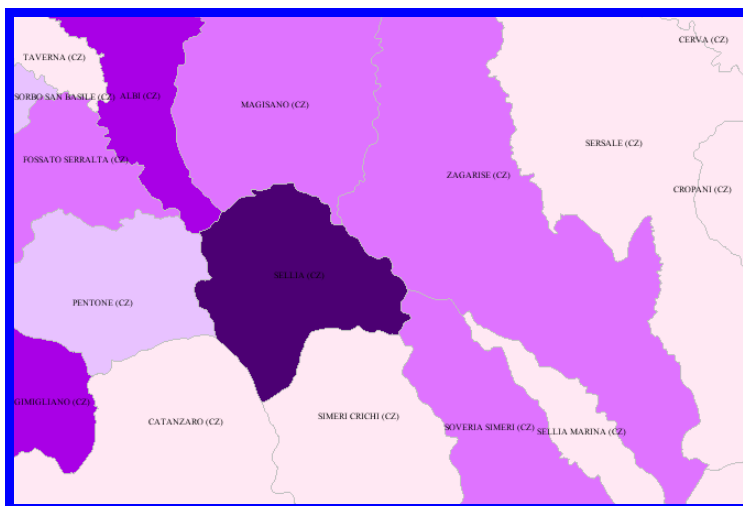 CERVA (CZ)
TAVERNA (CZ)
SORBO SAN BASILE (CZ)
ALBI (CZ)
MAGISANO (CZ)
SERSALE (CZ)
FOSSATO SERRALTA (CZ)
ZAGARISE (CZ)
CROPANI (CZ)
SELLIA (CZ)
PENTONE (CZ)
GIMIGLIANO (CZ)
CATANZARO (CZ)
SIMERI CRICHI (CZ)
SOVERIA SIMERI (CZ)
SELLIA MARINA (CZ)